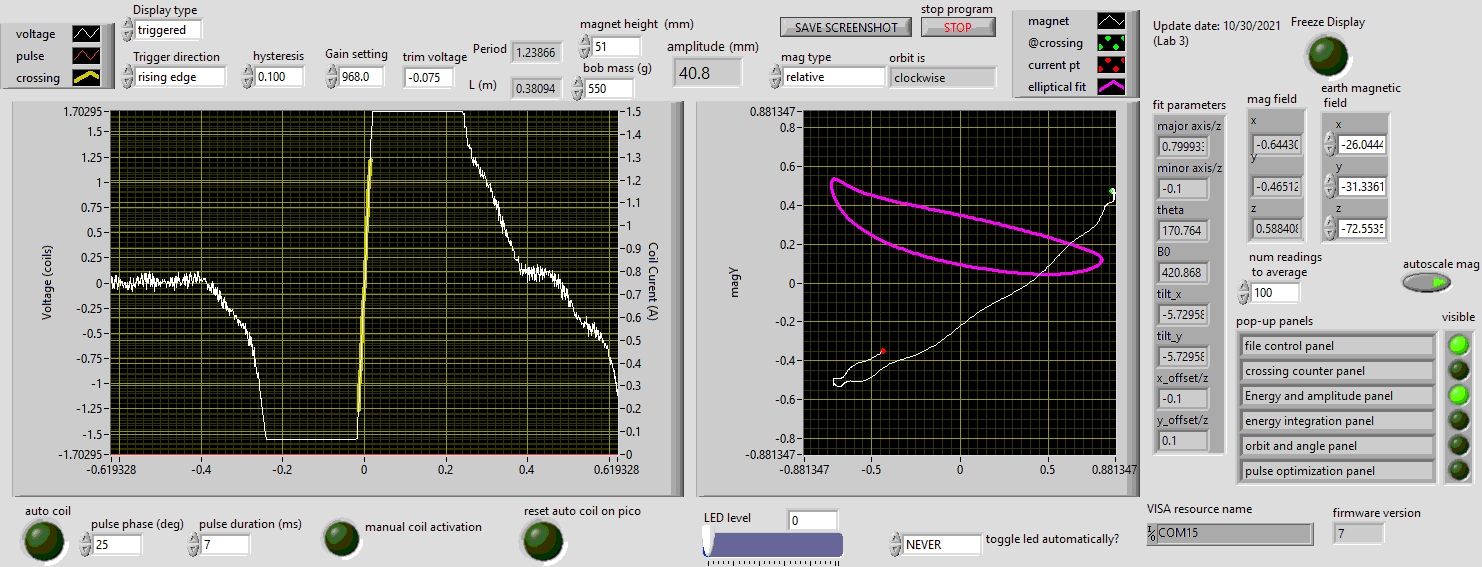 voltage
pulse
crossing
Display type
triggered
Trigger direction
rising edge
hysteresis
0.100
Gain setting
968.0
trim voltage
-0.075
Period
1.23866
L (m)
0.38094
magnet height (mm)
51
bob mass (g)
550
amplitude (mm)
40.8
SAVE SCREENSHOT
stop program
STOP
mag type
relative
orbit is
clockwise
magnet
@crossing
current pt
elliptical fit
Update date: 10/30/2021
(Lab 3)
Freeze Display
Voltage (coils)
1.70295
1.5
1.25
1
0.75
0.5
0.25
0
-0.25
-0.5
-0.75
-1
-1.25
-1.5
-1.70295
-0.619328
-0.4
-0.2
0
0.2
0.4
0.619328
1.5
1.4
1.3
1.2
1.1
1
0.9
0.8
0.7
0.6
0.5
0.4
0.3
0.2
0.1
0
Coil Curent (A)
magy
0.881347
0.8
0.6
0.4
0.2
0
-0.2
-0.4
-0.6
-0.8
-0.881347
-0.881347
-0.5
0
0.5
0.881347
fit parameters
major axis/z
minor axis/z
-0.1
theta
170.764
B0
420.868
tilt_x
-5.7295
tilt_y
-5.7295
x_offset/z
-0.1
y_offset/z
0.1
mag field
x
-0.6443
y
-0.46512
z
0.58840
earth magnetic
field
x
-26.0444
y
-31.3361
z
-72.5535
num readings
to average
100
autoscale mag
pop-up panels
visible
file control panel
crossing counter panel
Energy and amplitude panel
energy integration panel
orbit and angle panel
pulse optimization panel
auto coil
pulse phase (deg)
25
pulse duration (ms)
7
manual coil activation
reset auto coil on pico
LED level
0
NEVER
toggle led automatically?
VISA resource name
COM15
firmware version
7